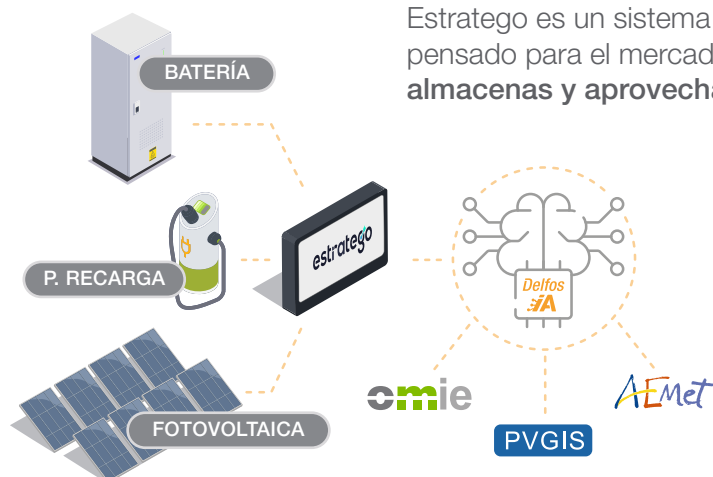 Estratego es un sistema
pensado para el mercad
almacenas y aprovecha
BATERÍA
P. RECARGA
estratego
Delfos
iA
FOTOVOLTAICA
omie
AEMet
PVGIS